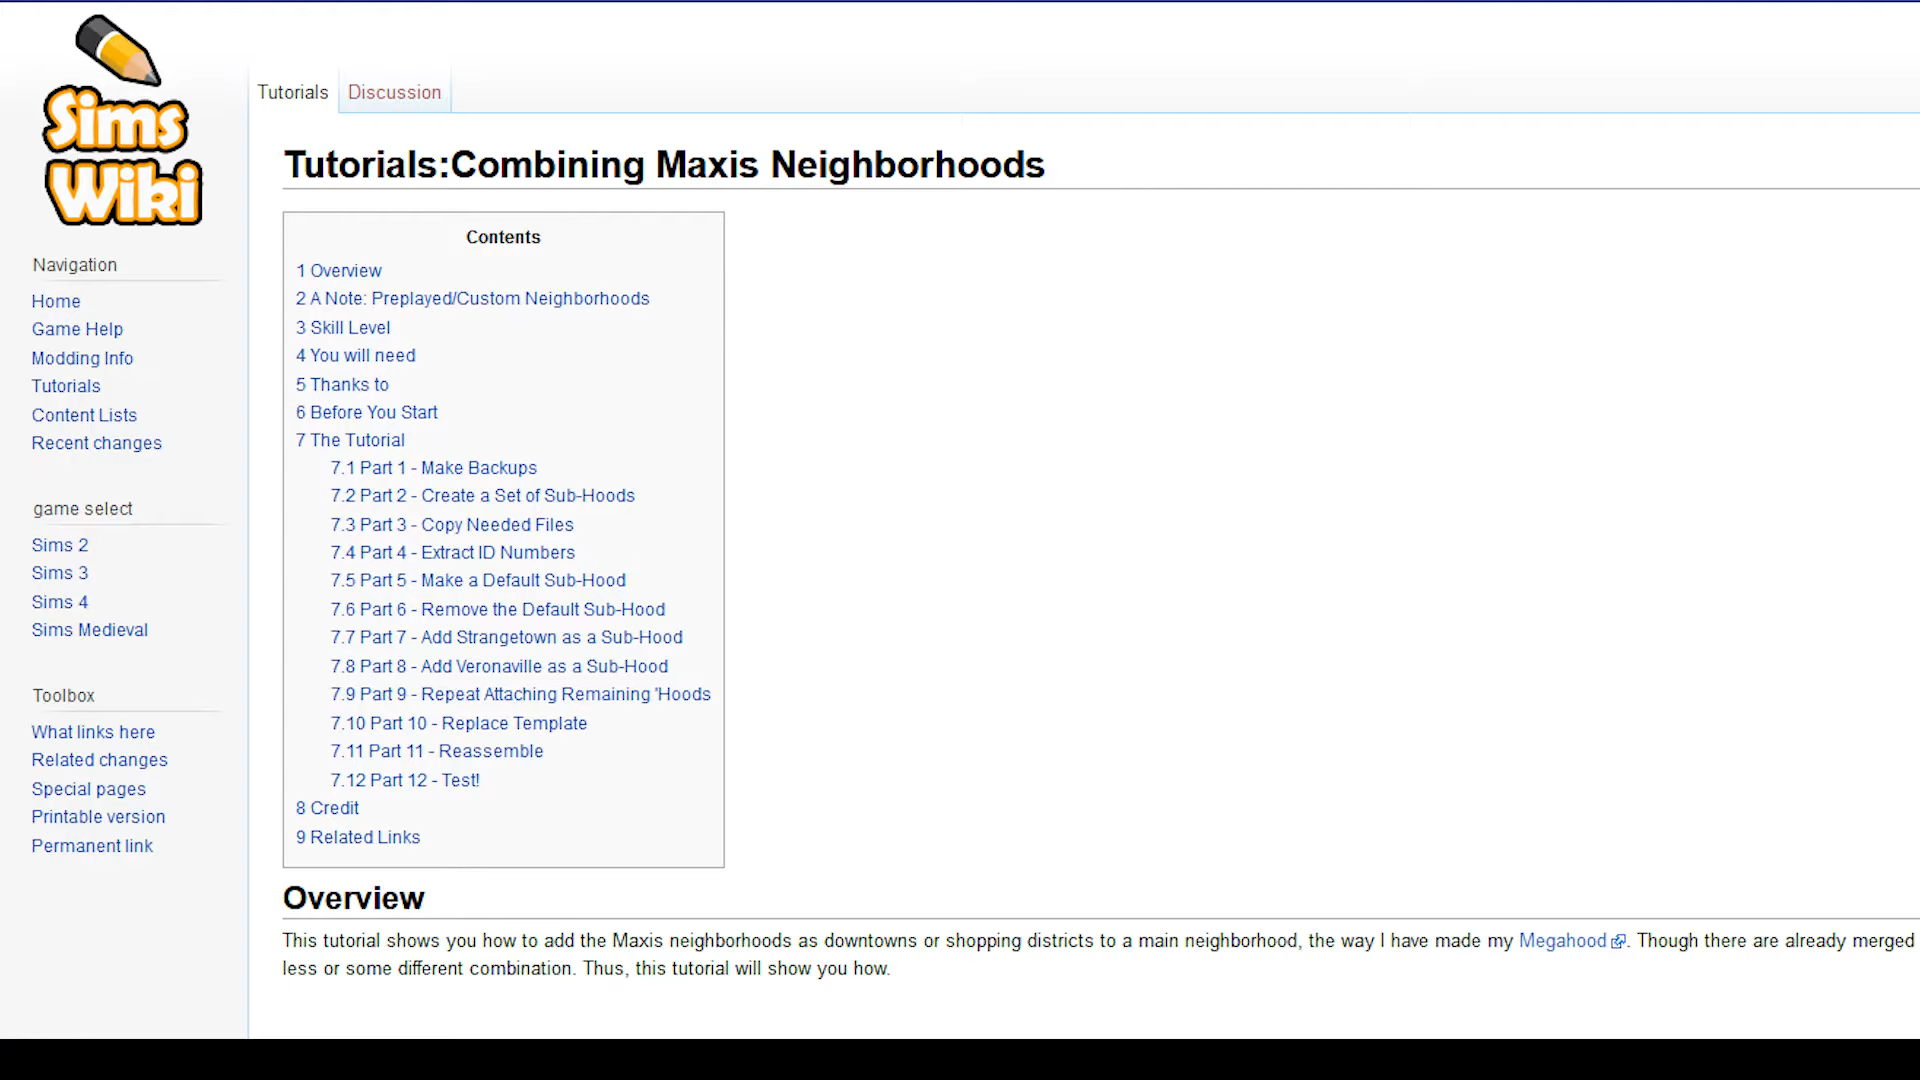 Sims
Wiki
Tutorials
Discussion
Tutorials:Combining Maxis Neighborhoods
Contents
1 Overview
2 A Note: Preplayed/Custom Neighborhoods
3 Skill Level
4 You will need
5 Thanks to
6 Before You Start
7 The Tutorial
7.1 Part 1 - Make Backups
7.2 Part 2 - Create a Set of Sub-Hoods
7.3 Part 3 - Copy Needed Files
7.4 Part 4 - Extract ID Numbers
7.5 Part 5 - Make a Default Sub-Hood
7.6 Part 6 - Remove the Default Sub-Hood
7.7 Part 7 - Add Strangetown as a Sub-Hood
7.8 Part 8 - Add Veronaville as a Sub-Hood
7.9 Part 9 - Repeat Attaching Remaining 'Hoods
7.10 Part 10 - Replace Template
7.11 Part 11 - Reassemble
7.12 Part 12 - Test!
8 Credit
9 Related Links
Navigation
Home
Game Help
Modding Info
Tutorials
Content Lists
Recent changes
game select
Sims 2
Sims 3
Sims 4
Sims Medieval
Toolbox
What links here
Related changes
Special pages
Printable version
Permanent link
Overview
This tutorial shows you how to add the Maxis neighborhoods as downtowns or shopping districts to a main neighborhood, the way I have made my Megahood. Though there are already merged
less or some different combination. Thus, this tutorial will show you how.